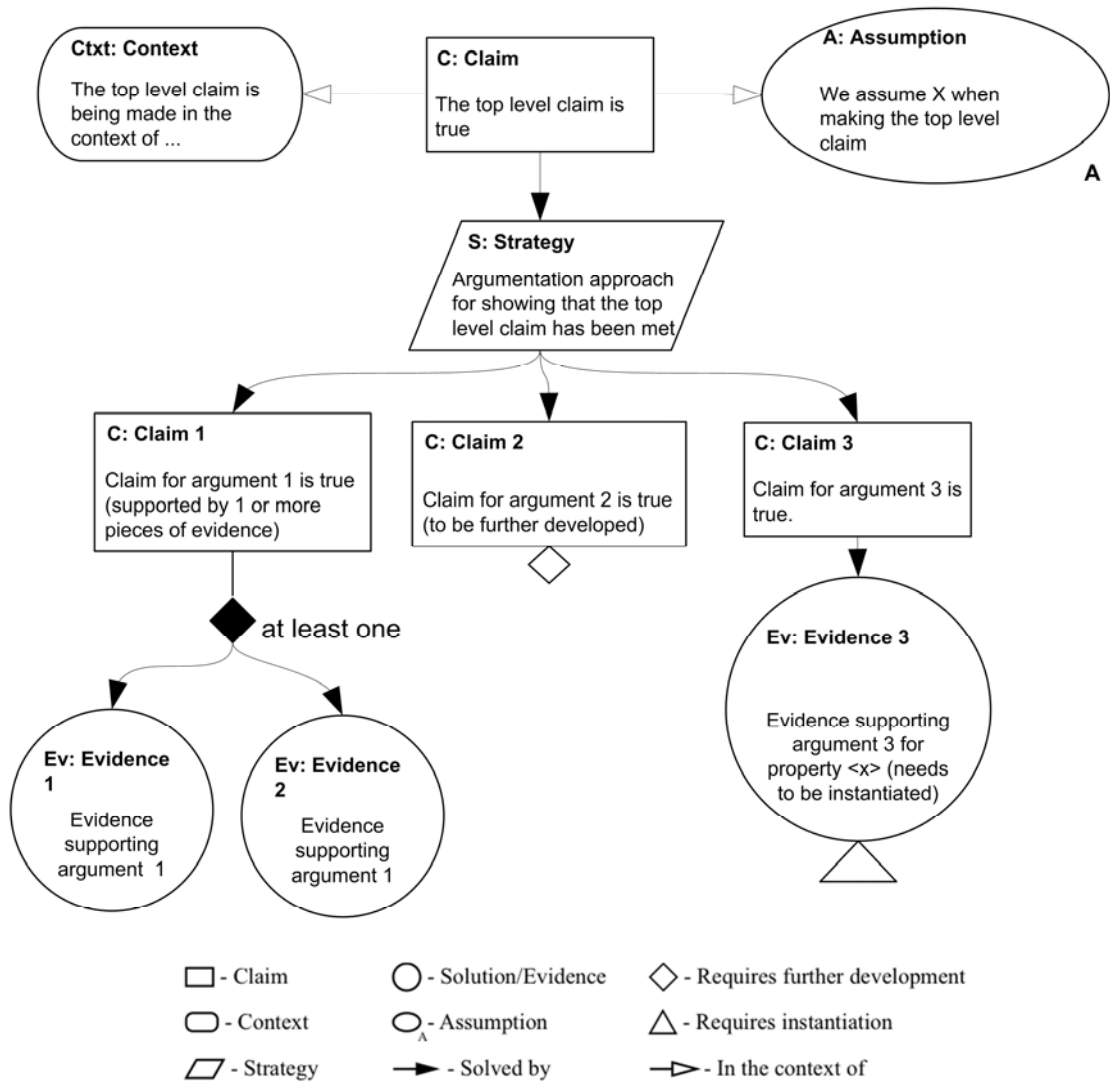 Ctxt: Context
The top level claim is
being made in the
context of ...
C: Claim
The top level claim is
true
A: Assumption
We assume X when
making the top level
claim
A
S: Strategy
Argumentation approach
for showing that the top
level claim has been met
C: Claim 1
Claim for argument 1 is true
(supported by 1 or more
pieces of evidence)
C: Claim 2
Claim for argument 2 is true
(to be further developed)
C: Claim 3
Claim for argument 3 is
true.
at least one
Ev: Evidence
1
Evidence
supporting
argument 1
Ev: Evidence
2
Evidence
supporting
argument 1
Ev: Evidence 3
Evidence supporting
argument 3 for
property <x> (needs
to be instantiated)
- Claim
- Solution/Evidence
- Requires further development
- Context
A - Assumption
- Requires instantiation
- Strategy
- Solved by
- In the context of